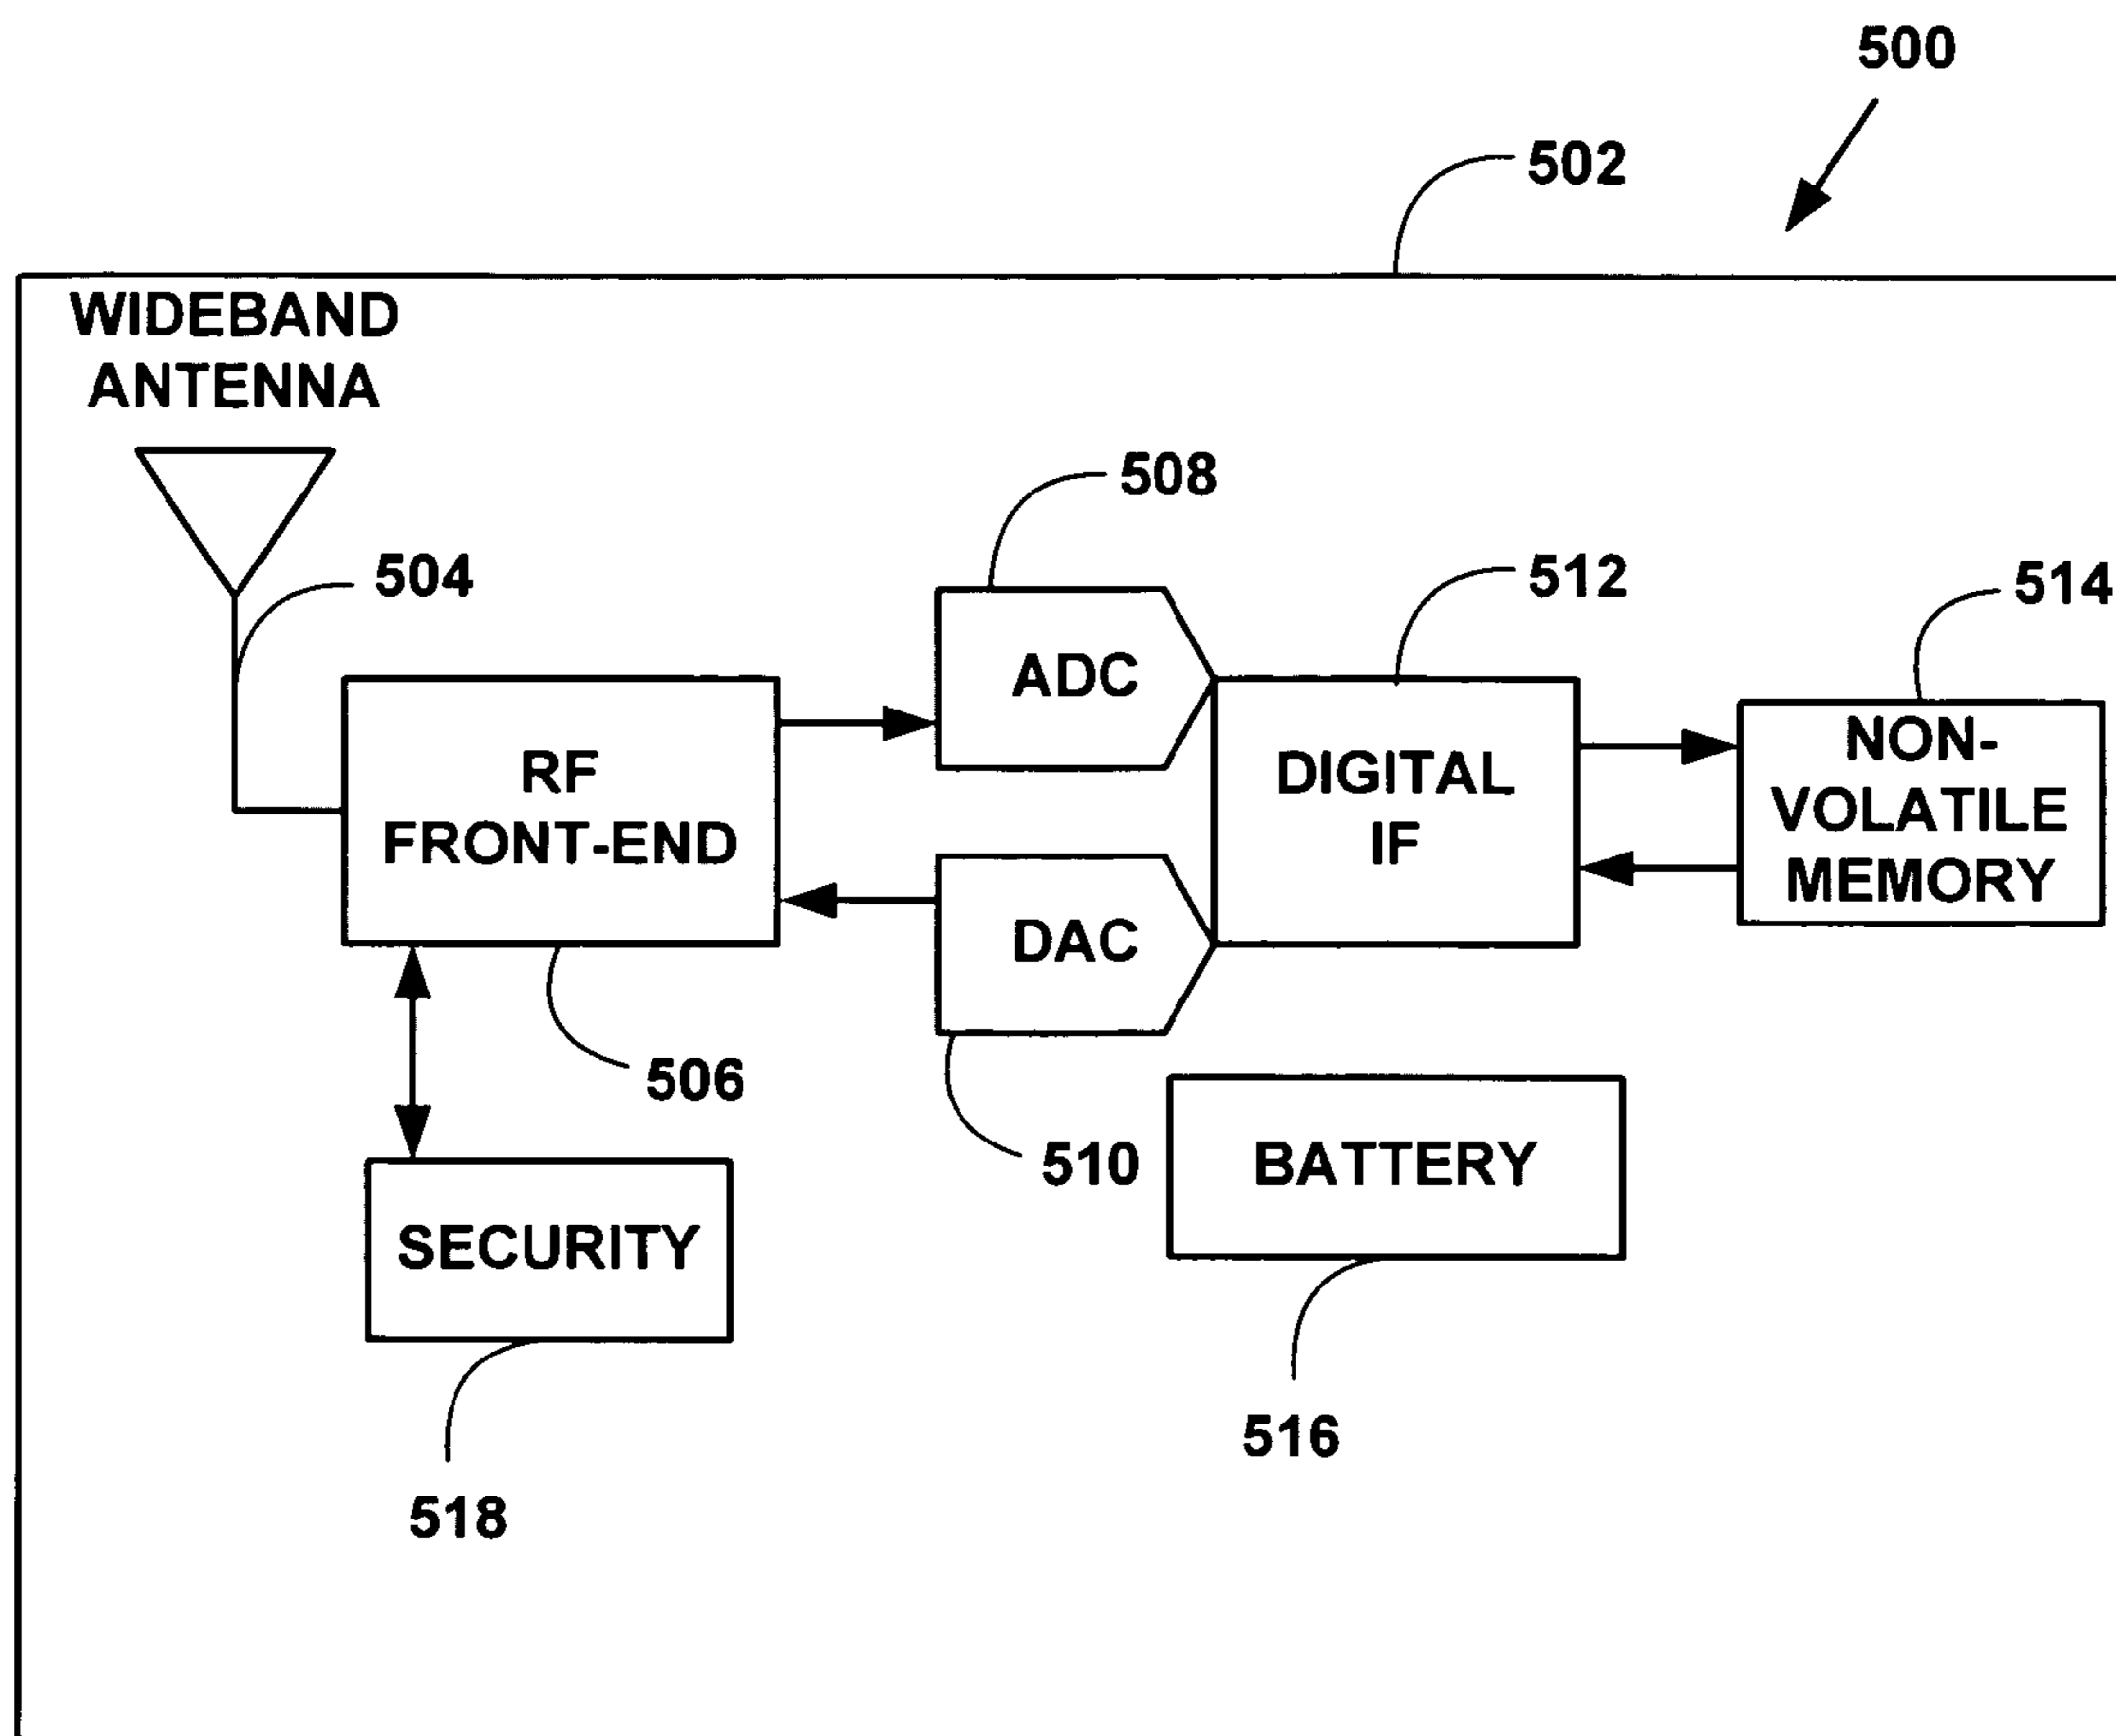 500
502
WIDEBAND
ANTENNA
508
504
512
514
ADC
RF
FRONT-END
DIGITAL
IF
NON-
VOLATILE
MEMORY
DAC
506
510
BATTERY
SECURITY
516
518